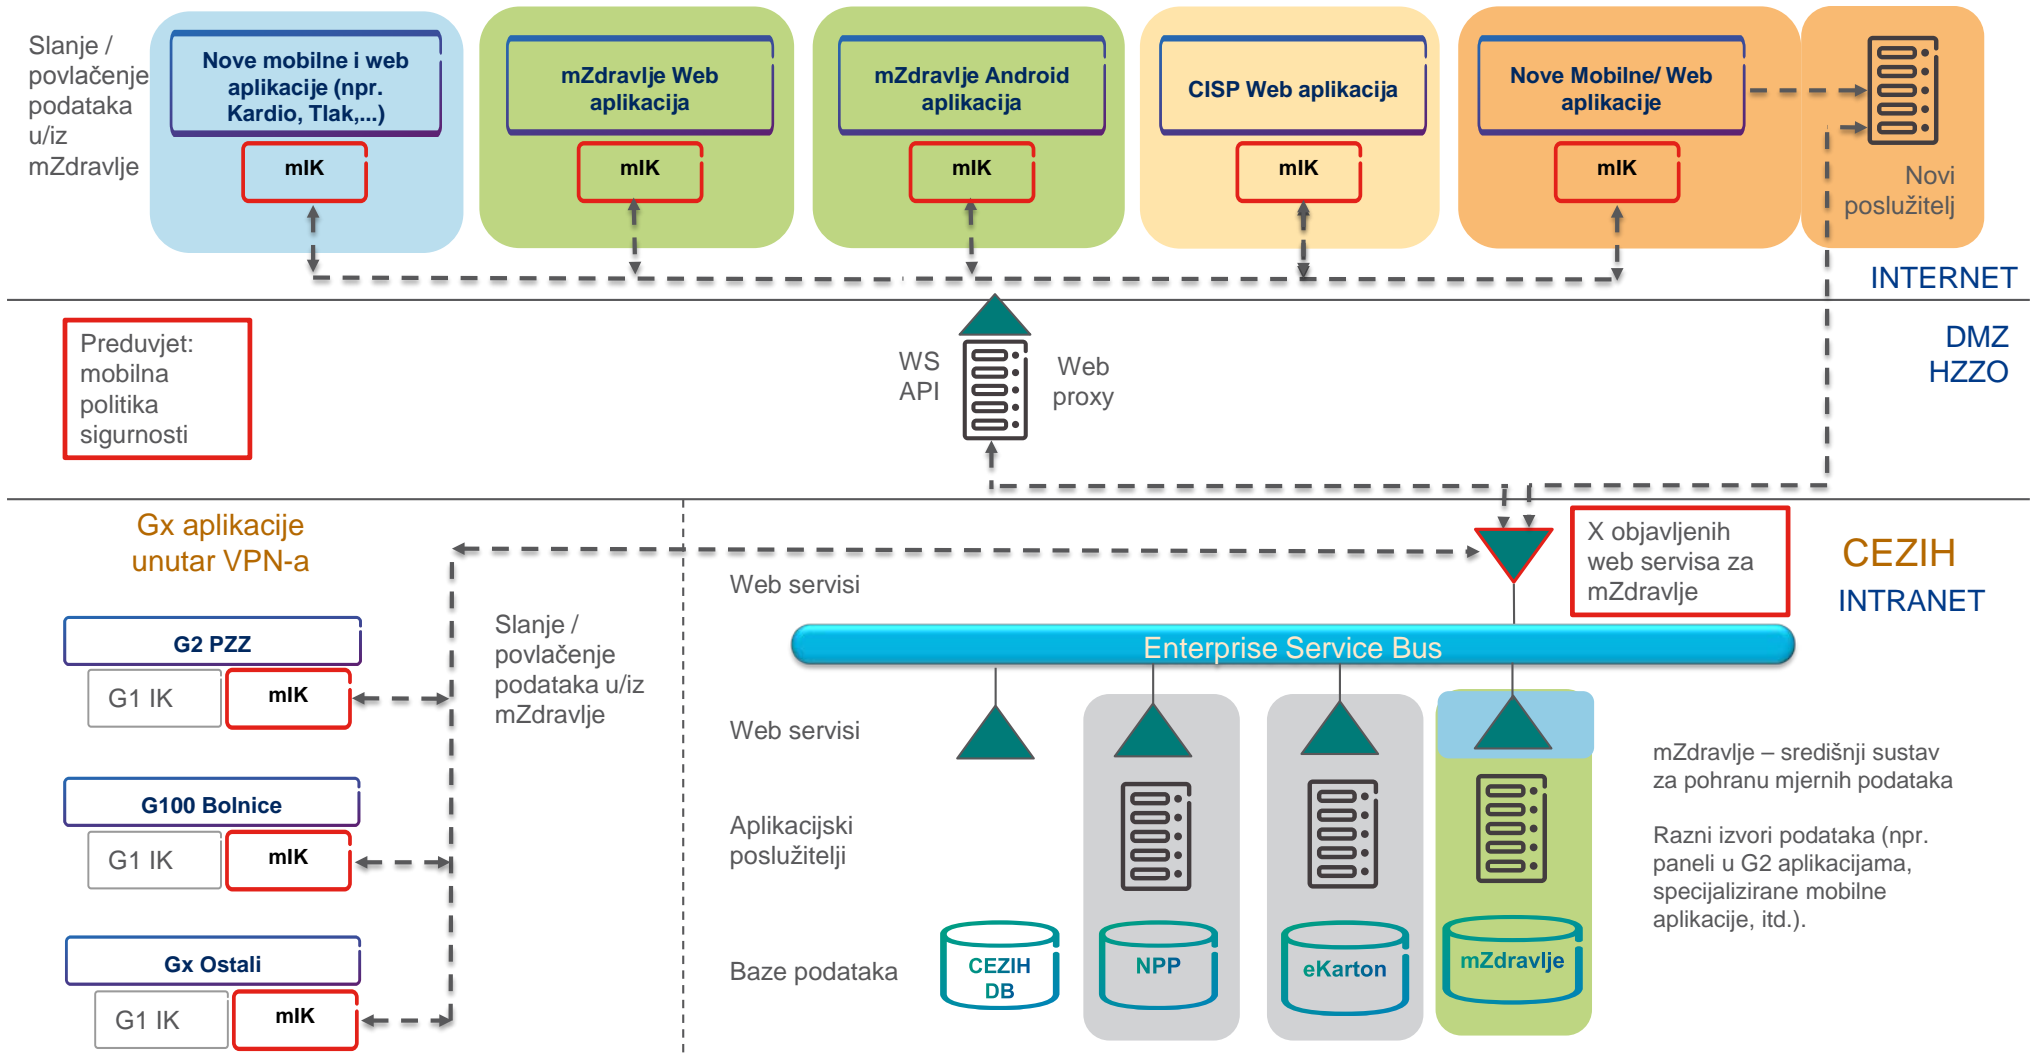 Slanje /
povlačenje
podataka
u/iz
mZdravlje
Nove mobilne i web
aplikacije (npr.
Kardio, Tlak,...)
mIK
mZdravlje Web
aplikacija
mIK
mZdravlje Android
aplikacija
mIK
CISP Web aplikacija
mIK
Nove Mobilne/ Web
aplikacije
mIK
Novi
poslužitelj
INTERNET
Preduvjet:
mobilna
politika
sigurnosti
WS
API
Web
proxy
DMZ
HZZO
Gx aplikacije
unutar VPN-a
G2 PZZ
G1 IK
mIK
G100 Bolnice
G1 IK
mIK
Gx Ostali
G1 IK
mIK
Slanje /
povlačenje
podataka u/iz
mZdravlje
Web servisi
X objavljenih
web servisa za
mZdravlje
CEZIH
INTRANET
Enterprise Service Bus
Web servisi
Aplikacijski
poslužitelji
Baze podataka
CEZIH
DB
NPP
eKarton
mZdravlje
mZdravlje – središnji sustav
za pohranu mjernih podataka
Razni izvori podataka (npr.
paneli u G2 aplikacijama,
specijalizirane mobilne
aplikacije, itd.).